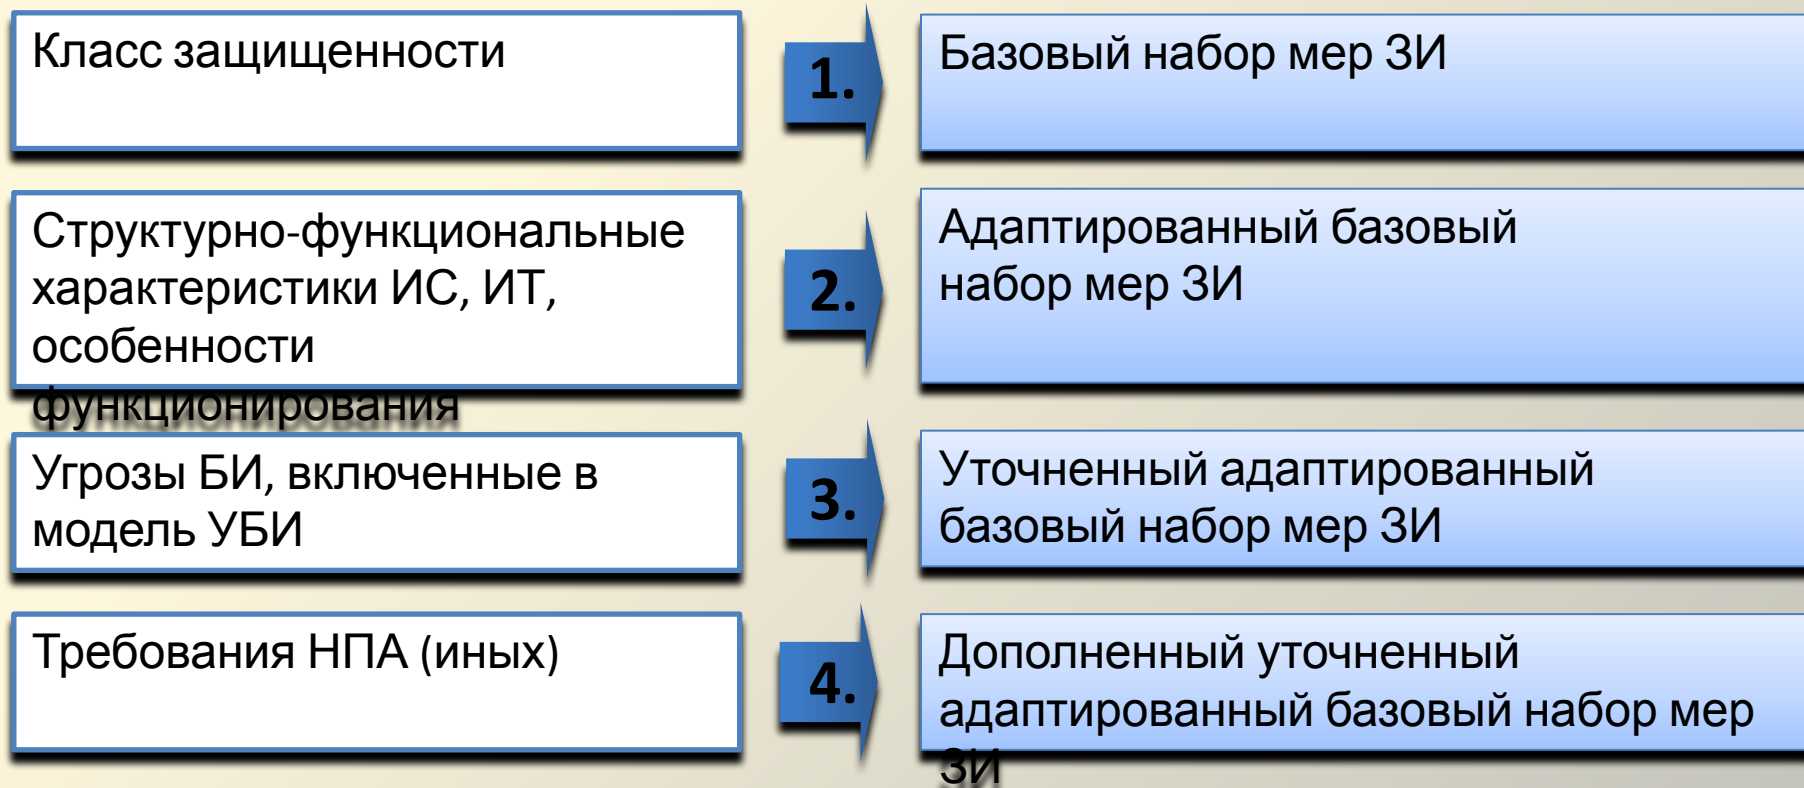 Класс защищенности
1.
Базовый набор мер ЗИ
Структурно-функциональные
характеристики ИС, ИТ,
особенности
функционирования
2.
Адаптированный базовый
набор мер ЗИ
Угрозы БИ, включенные в
модель УБИ
3.
Уточненный адаптированный
базовый набор мер ЗИ
Требования НПА (иных)
4.
Дополненный уточненный
адаптированный базовый набор мер
ЗИ